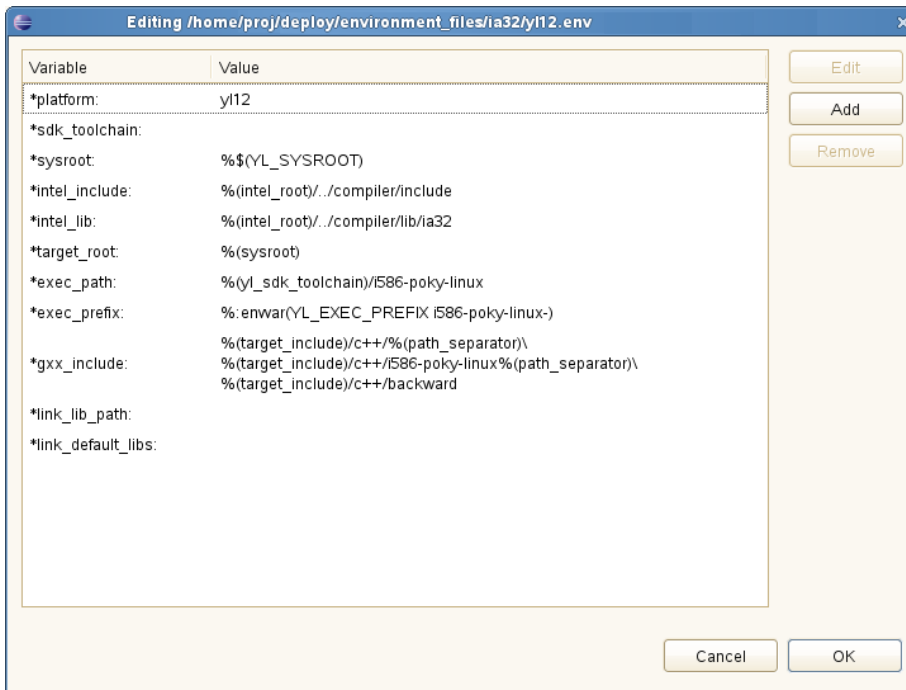 Editing /home/proj/deploy/environment_files/ia32/yl12.env
Variable Value
Edit
*platform: yl12
Add
*sdk_toolchain:
Remove
*sysroot: %$(YL_SYSROOT)
*intel_include: %(intel_root)/../compiler/include
*intel_lib: %(intel_root)/../compiler/lib/ia32
*target_root: %(sysroot)
*exec_path: %(yl_sdk_toolchain)/i586-poky-linux
*exec_prefix: %:enwar(YL_EXEC_PREFIX i586-poky-linux-)
*gxx_include: %(target_include)/c++/%(path_separator)\
%(target_include)/c++/i586-poky-linux%(path_separator)\
%(target_include)/c++/backward
*link_lib_path:
*link_default_libs:
Cancel OK